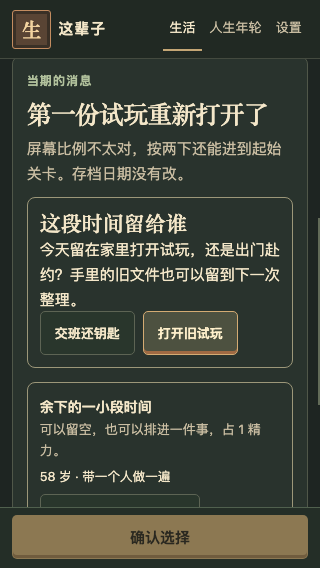 生
这辈子
生活
人生年轮
设置
当期的消息
第一份试玩重新打开了
屏幕比例不太对，按两下还能进到起始
关卡。存档日期没有改。
这段时间留给谁
今天留在家里打开试玩，还是出门赴
约？手里的旧文件也可以留到下一次
整理。
交班还钥匙
打开旧试玩
余下的一小段时间
可以留空，也可以排进一件事，占 1 精
力。
58 岁 · 带一个人做一遍
确认选择